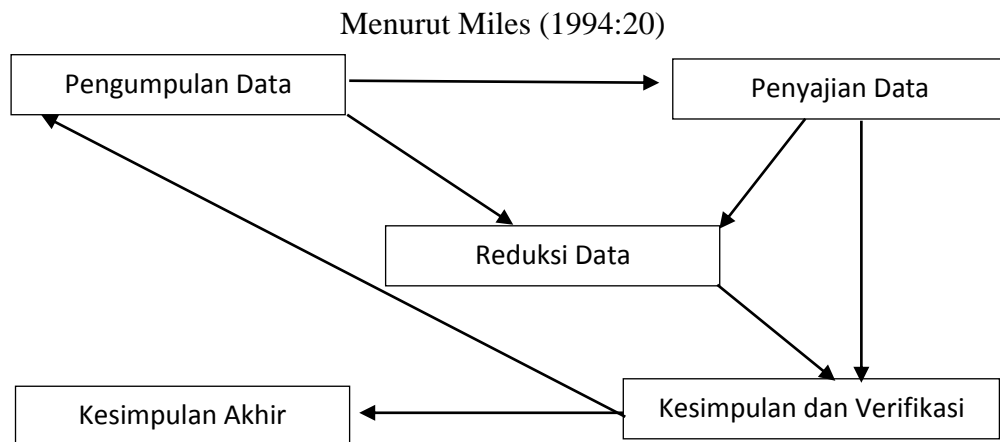 Menurut Miles (1994:20)
Pengumpulan Data
Penyajian Data
Reduksi Data
Kesimpulan Akhir
Kesimpulan dan Verifikasi